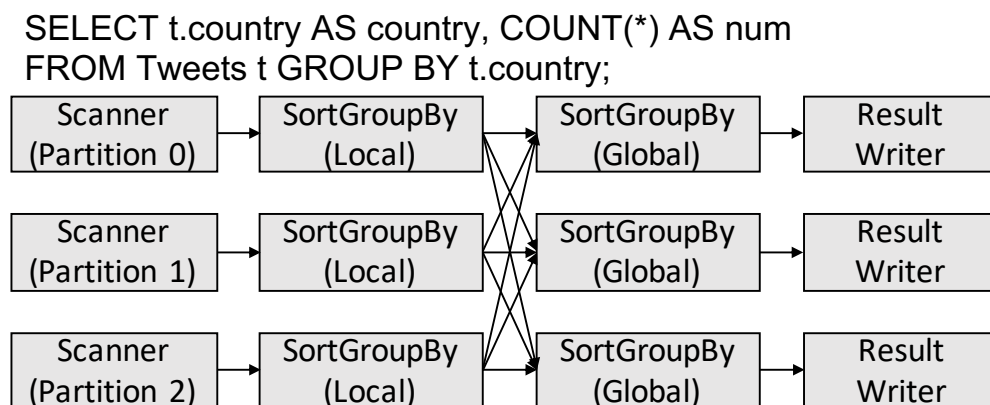 SELECT t.country AS country, COUNT(*) AS num
FROM Tweets t GROUP BY t.country;
Scanner
(Partition 0)
SortGroupBy
(Local)
SortGroupBy
(Global)
Result
Writer
Scanner
(Partition 1)
SortGroupBy
(Local)
SortGroupBy
(Global)
Result
Writer
Scanner
(Partition 2)
SortGroupBy
(Local)
SortGroupBy
(Global)
Result
Writer